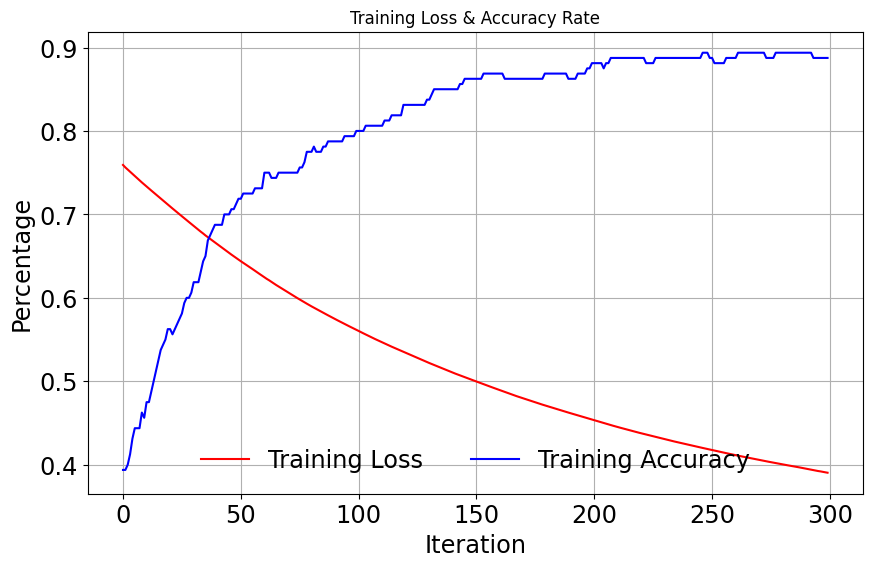 Training Loss & Accuracy Rate
Percentage
0.9
0.8
0.7
0.6
0.5
0.4
Training Loss Training Accuracy
0 50 100 150 200 250 300
Iteration